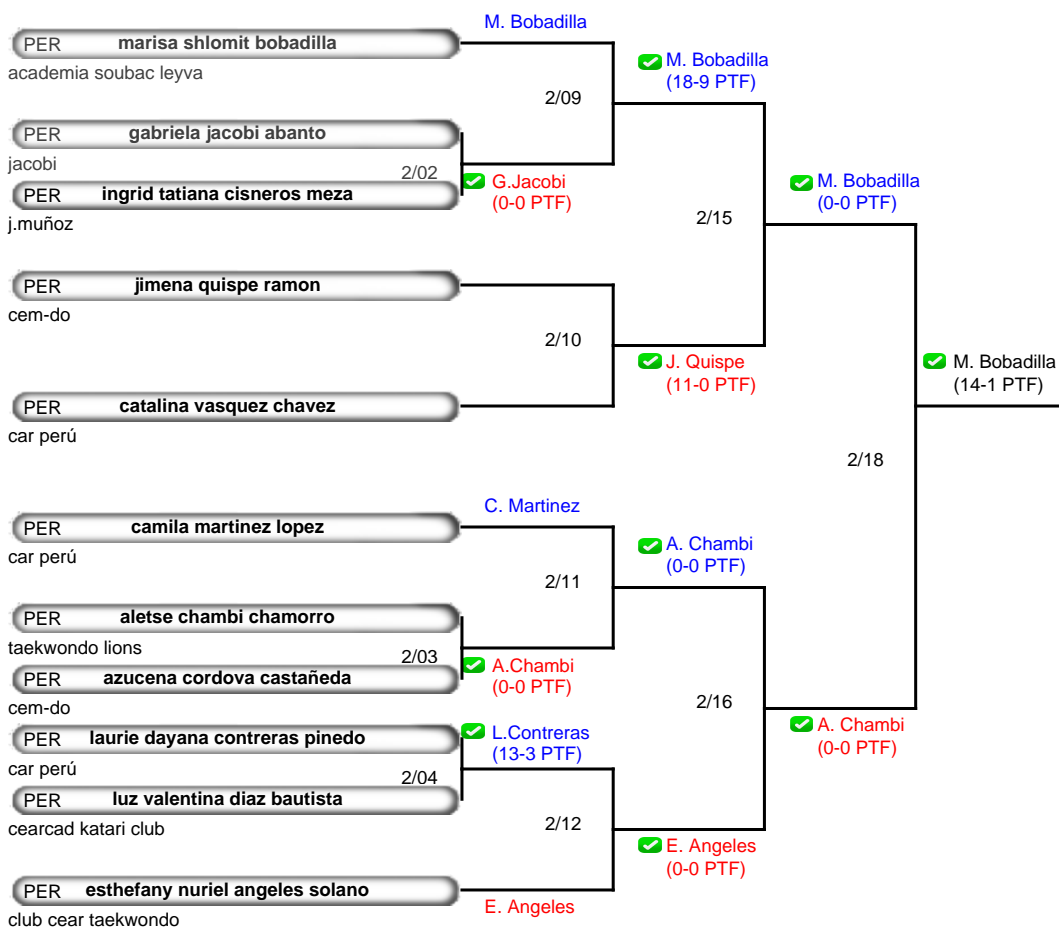 M. Bobadilla
PER marisa shlomit bobadilla
academia soubac leyva
M. Bobadilla
(18-9 PTF)
2/09
PER gabriela jacobi abanto
jacobi
2/02
G.Jacobi
(0-0 PTF)
PER ingrid tatiana cisneros meza
j.muñoz
M. Bobadilla
(0-0 PTF)
2/15
PER jimena quispe ramon
cem-do
2/10
J. Quispe
(11-0 PTF)
M. Bobadilla
(14-1 PTF)
PER catalina vasquez chavez
car perú
2/18
C. Martinez
PER camila martinez lopez
car perú
A. Chambi
(0-0 PTF)
2/11
PER aletse chambi chamorro
taekwondo lions
2/03
A.Chambi
(0-0 PTF)
PER azucena cordova castañeda
cem-do
2/16
A. Chambi
(0-0 PTF)
PER laurie dayana contreras pinedo
car perú
L.Contreras
(13-3 PTF)
2/04
PER luz valentina diaz bautista
cearcad katari club
2/12
E. Angeles
(0-0 PTF)
PER esthefany nuriel angeles solano
club cear taekwondo
E. Angeles